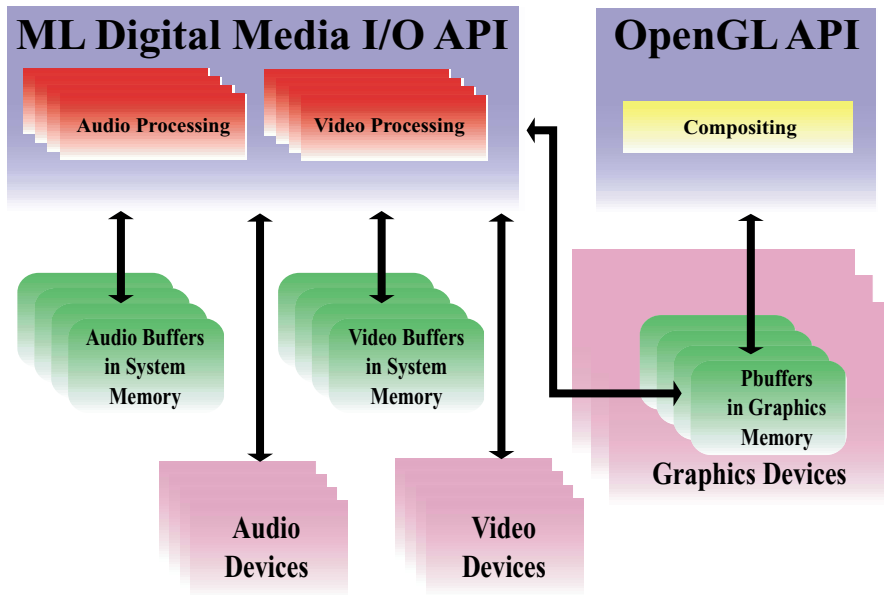 ML Digital Media I/O API
OpenGL API
Audio Processing
Video Processing
Compositing
Audio Buffers
in System
Memory
Video Buffers
in System
Memory
Pbuffers
in Graphics
Memory
Graphics Devices
Audio
Devices
Video
Devices